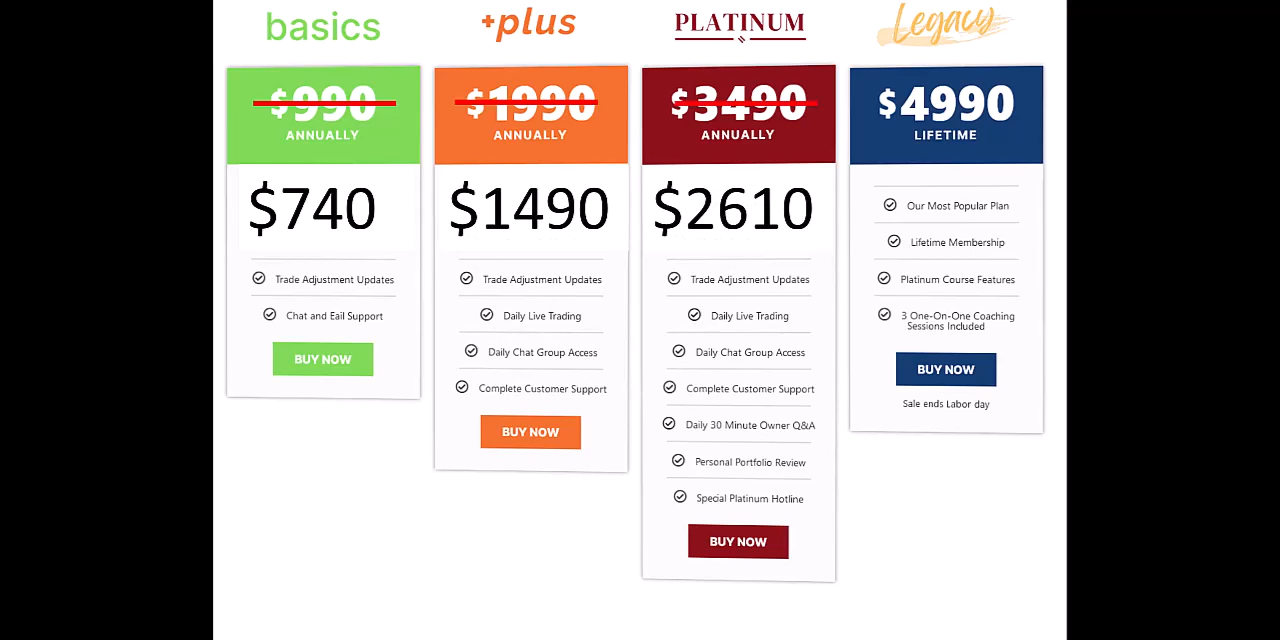 basics
+plus
PLATINUM
Legacy
$990
ANNUALLY
$740
Trade Adjustment Updates
Chat and Eail Support
BUY NOW
$1990
ANNUALLY
$1490
Trade Adjustment Updates
Daily Live Trading
Daily Chat Group Access
Complete Customer Support
BUY NOW
$3490
ANNUALLY
$2610
Trade Adjustment Updates
Daily Live Trading
Daily Chat Group Access
Complete Customer Support
Daily 30 Minute Owner Q&A
Personal Portfolio Review
Special Platinum Hotline
BUY NOW
$4990
LIFETIME
Our Most Popular Plan
Lifetime Membership
Platinum Course Features
3 One-On-One Coaching
Sessions Included
BUY NOW
Sale ends Labor day